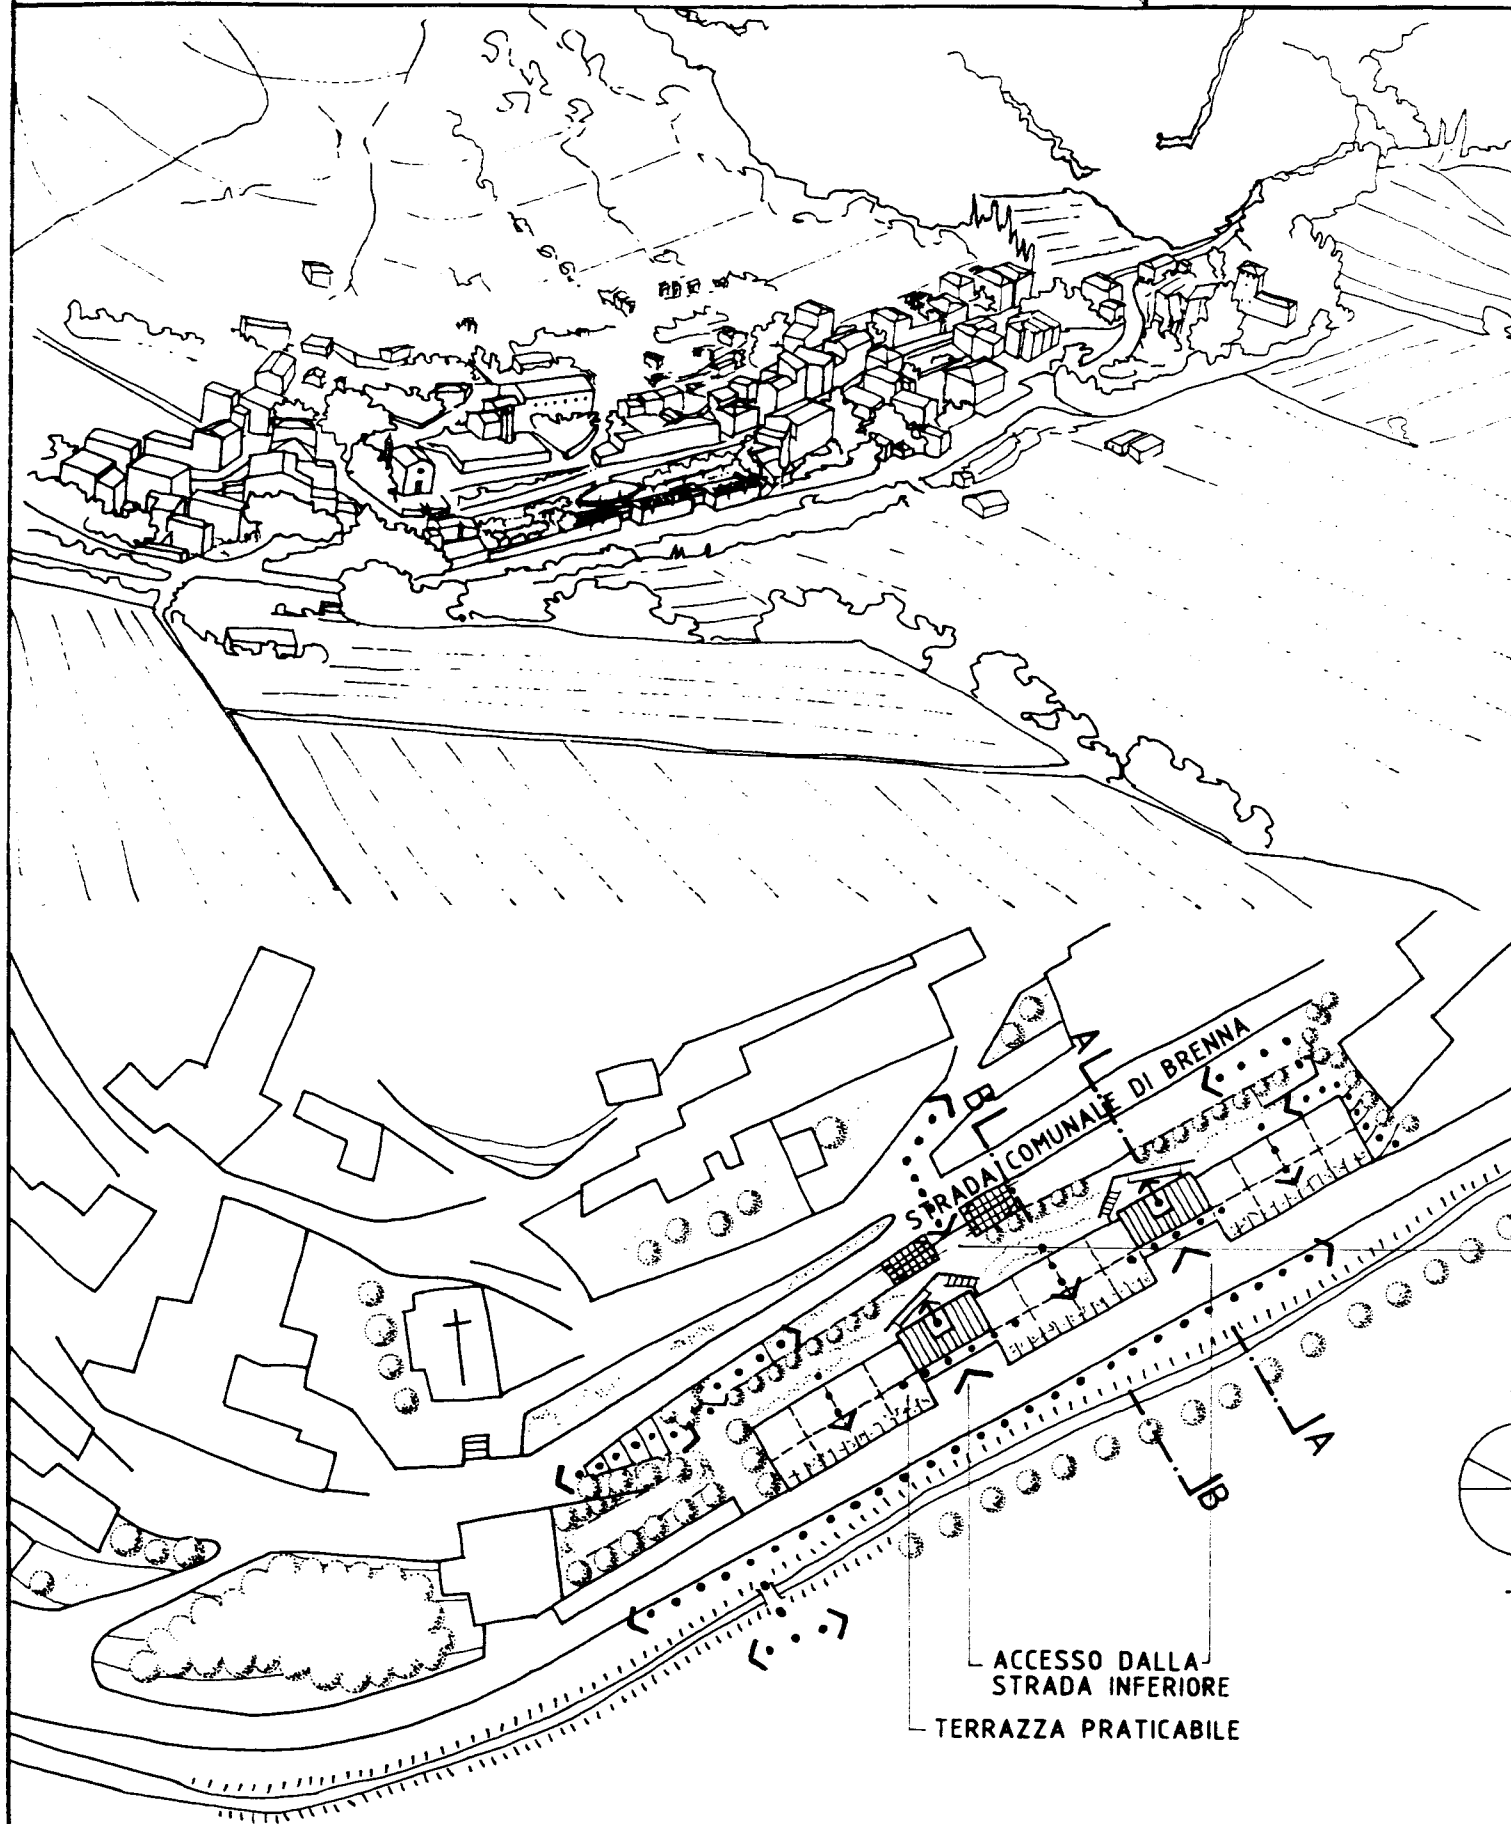 A
B
STRADA COMUNALE DI BRENNA
A
B
ACCESSO DALLA
STRADA INFERIORE
TERRAZZA PRATICABILE